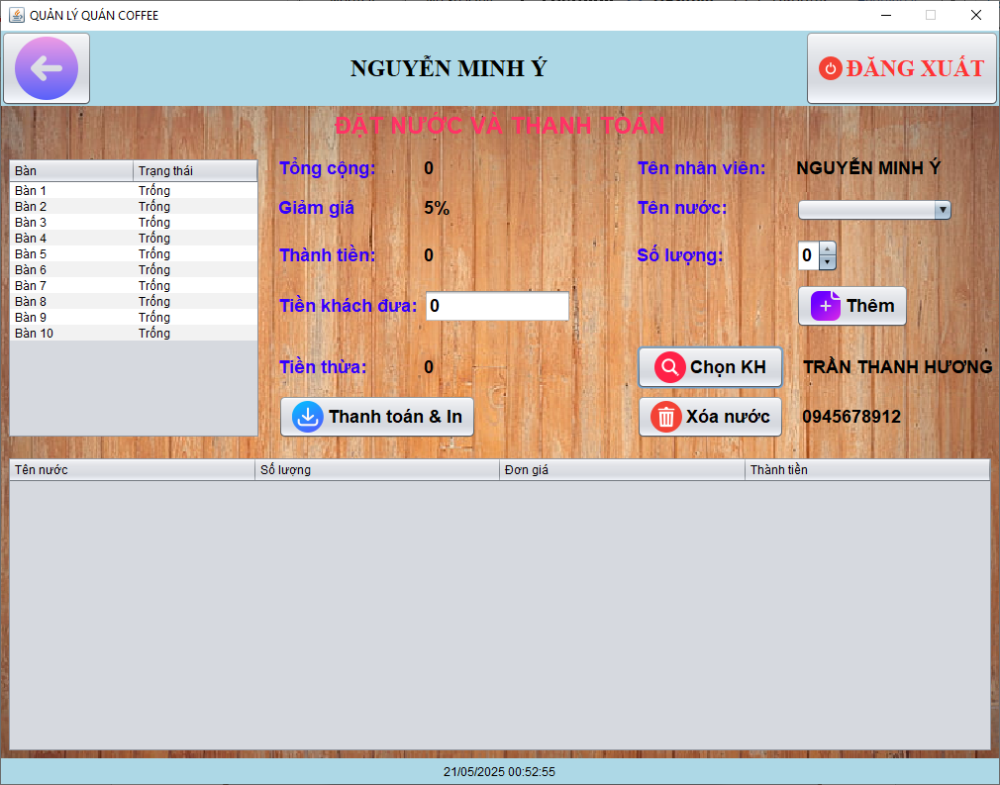 QUẢN LÝ QUÁN COFFEE
NGUYỄN MINH Ý
ĐĂNG XUẤT
ĐẶT NƯỚC VÀ THANH TOÁN
Bàn Trạng thái
Bàn 1 Trống
Bàn 2 Trống
Bàn 3 Trống
Bàn 4 Trống
Bàn 5 Trống
Bàn 6 Trống
Bàn 7 Trống
Bàn 8 Trống
Bàn 9 Trống
Bàn 10 Trống
Tổng cộng: 0
Giảm giá 5%
Thành tiền: 0
Tiền khách đưa: 0
Tiền thừa: 0
Thanh toán & In
Tên nhân viên: NGUYỄN MINH Ý
Tên nước:
Số lượng: 0
Thêm
Chọn KH TRẦN THANH HƯƠNG
Xóa nước 0945678912
Tên nước Số lượng Đơn giá Thành tiền
21/05/2025 00:52:55